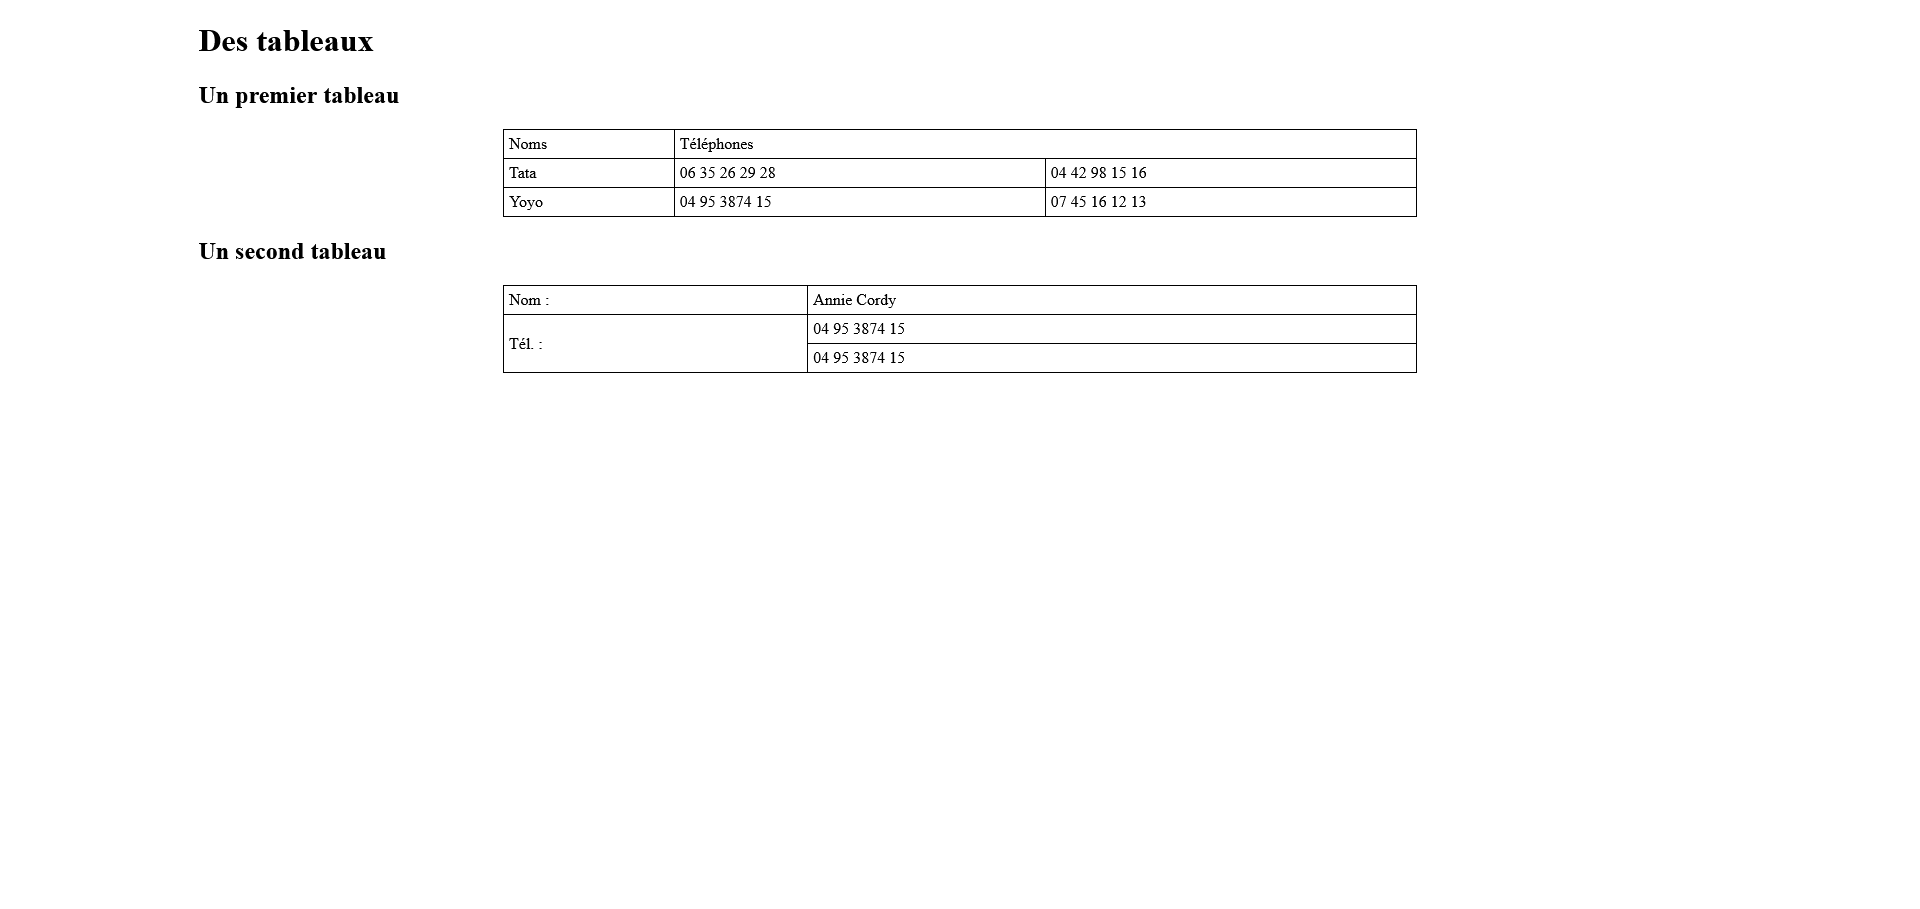 Des tableaux
Un premier tableau
Noms Téléphones
Tata 06 35 26 29 28 04 42 98 15 16
Yoyo 04 95 3874 15 07 45 16 12 13
Un second tableau
Nom : Annie Cordy
04 95 3874 15
Tél. :
04 95 3874 15